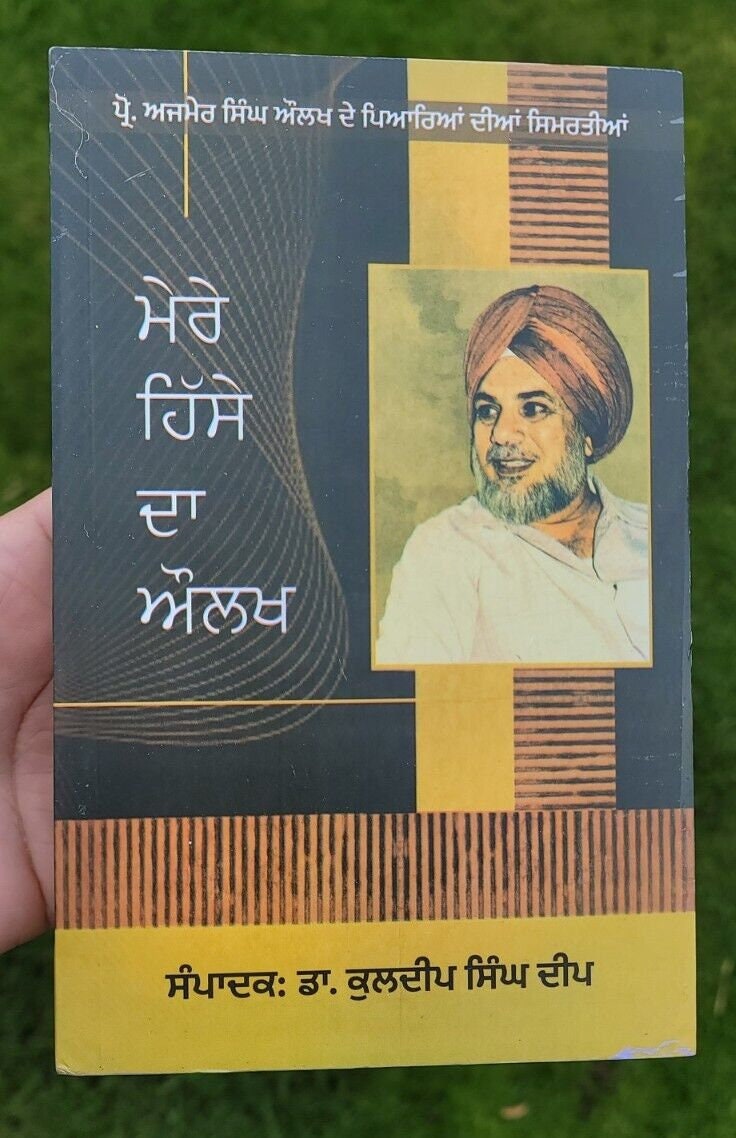 ਪ੍ਰੋ. ਅਜਮੇਰ ਸਿੰਘ ਔਲਖ ਦੇ ਪਿਆਰਿਆਂ ਦੀਆਂ ਸਿਮਰਤੀਆਂ
ਮੇਰੇ
ਹਿੱਸੇ
ਦਾ
ਔਲਖ
ਸੰਪਾਦਕ: ਡਾ. ਕੁਲਦੀਪ ਸਿੰਘ ਦੀਪ